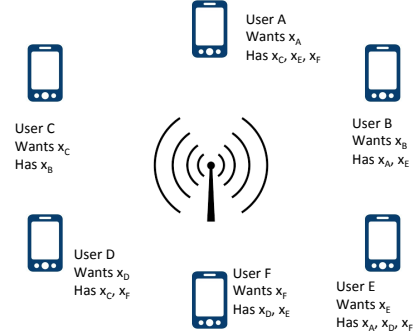 User A
Wants x_A
Has x_C, x_E, x_F
User C
Wants x_C
Has x_B
User B
Wants x_B
Has x_A, x_E
User D
Wants x_D
Has x_C, x_F
User F
Wants x_F
Has x_D, x_E
User E
Wants x_E
Has x_A, x_D, x_F